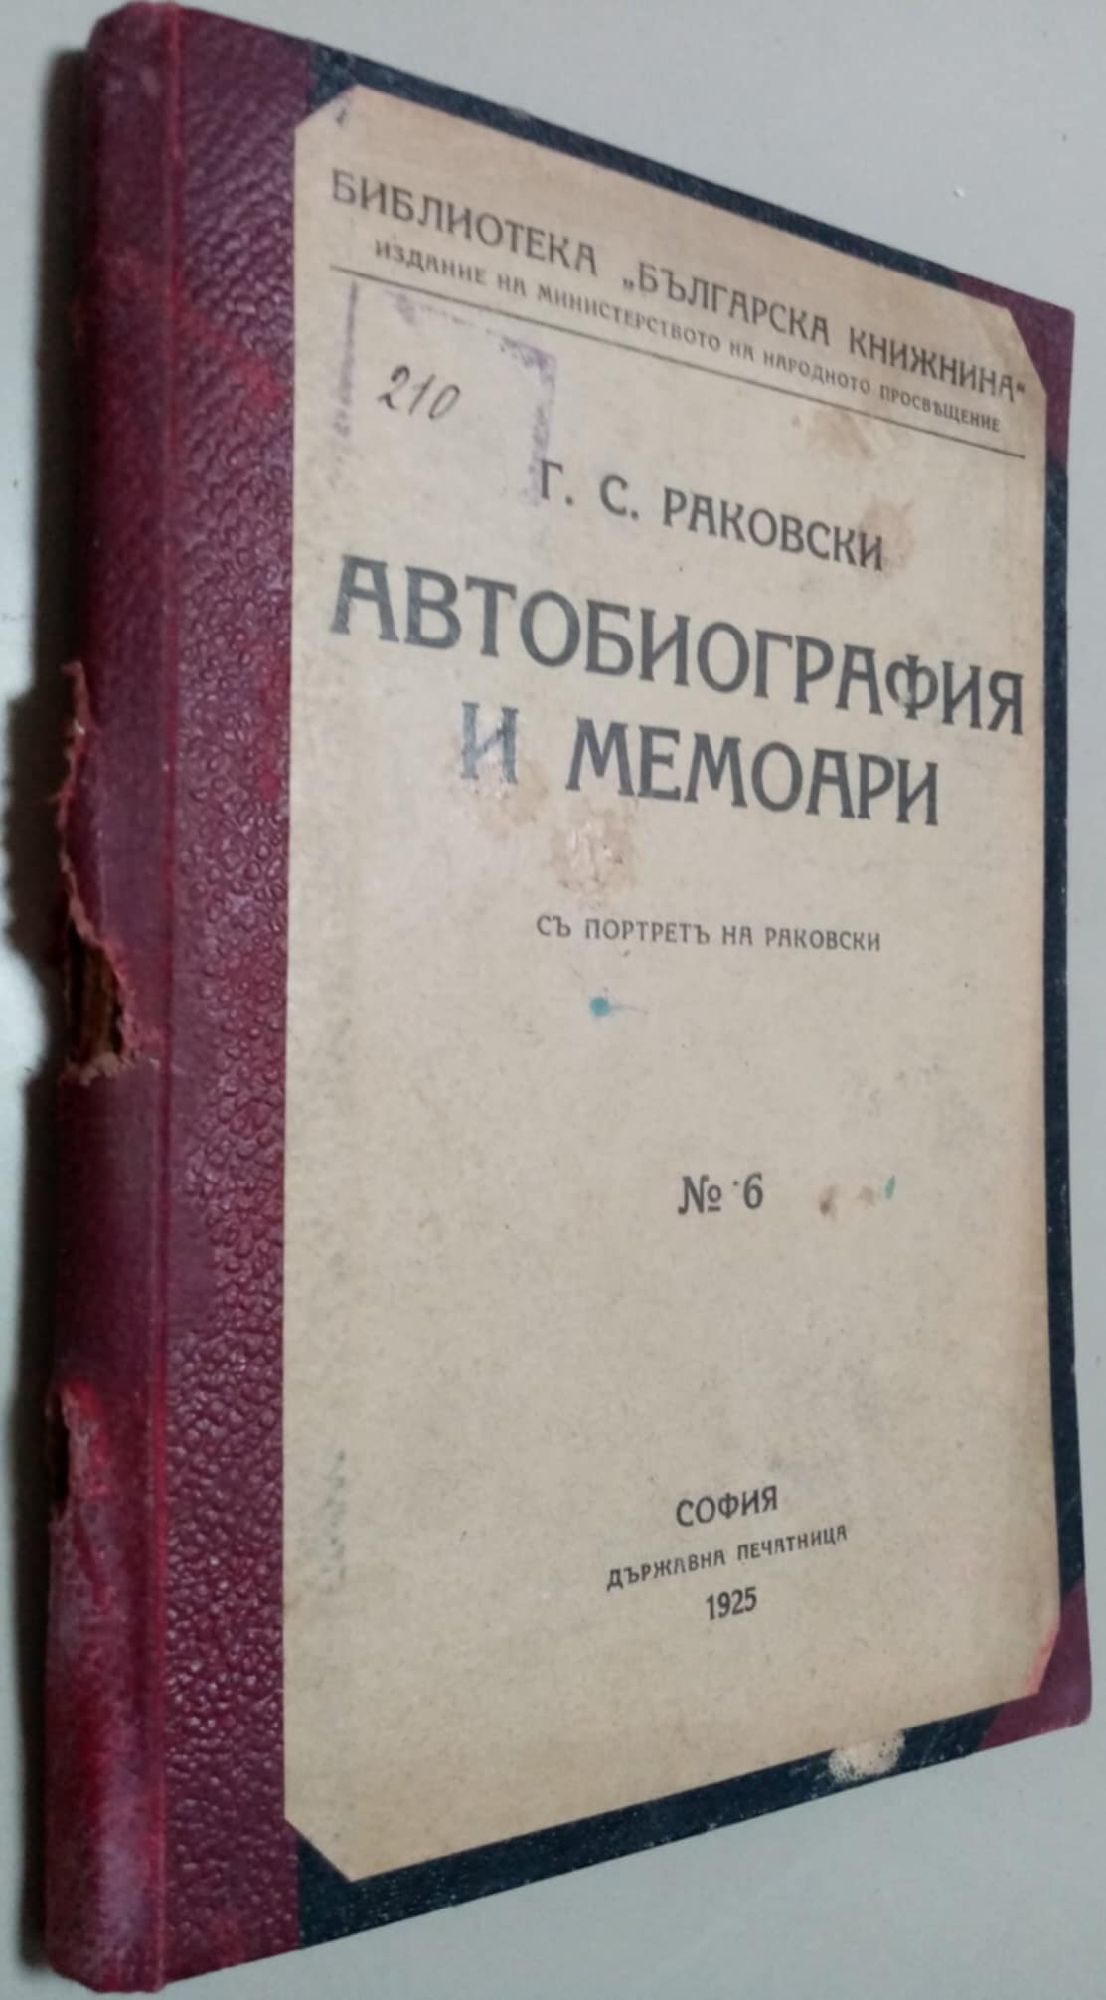 БИБЛИОТЕКА „БЪЛГАРСКА КНИЖНИНА“
ИЗДАНИЕ НА МИНИСТЕРСТВОТО НА НАРОДНОТО ПРОСВѢЩЕНИЕ
210
Г. С. РАКОВСКИ
АВТОБИОГРАФИЯ
И МЕМОАРИ
СЪ ПОРТРЕТЪ НА РАКОВСКИ
№ 6
СОФИЯ
ДЪРЖАВНА ПЕЧАТНИЦА
1925